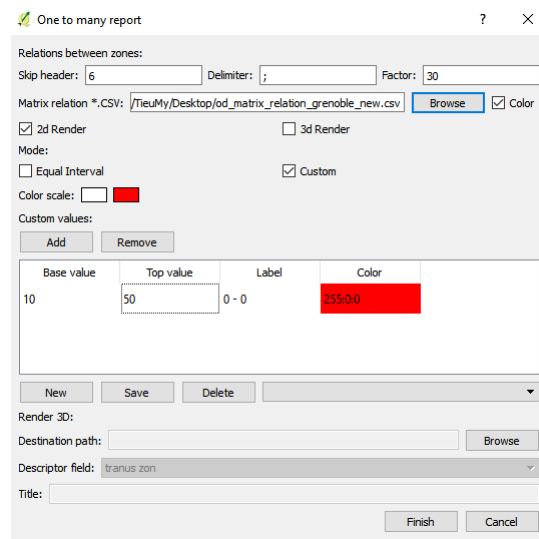 One to many report
Relations between zones:
Skip header: 6 Delimiter: ; Factor: 30
Matrix relation *.CSV: /TieuMy/Desktop/od_matrix_relation_grenoble_new.csv Browse Color
2d Render 3d Render
Mode:
Equal Interval Custom
Color scale:
Custom values:
Add Remove
Base value Top value Label Color
10 50 0 - 0 255:0:0
New Save Delete
Render 3D:
Destination path: Browse
Descriptor field: tranus zon
Title:
Finish Cancel